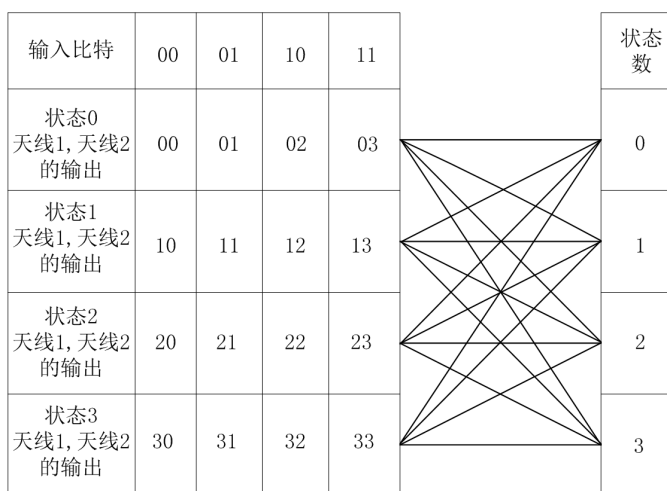 输入比特 00 01 10 11 状态
数
状态0
天线1,天线2
的输出
00 01 02 03 0
状态1
天线1,天线2
的输出
10 11 12 13 1
状态2
天线1,天线2
的输出
20 21 22 23 2
状态3
天线1,天线2
的输出
30 31 32 33 3